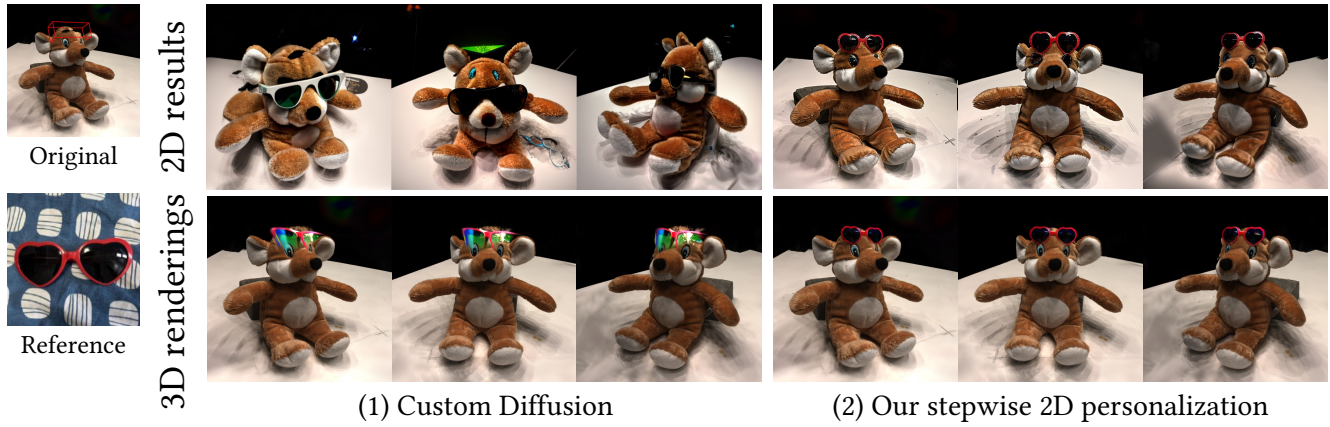 Original
Reference
2D results
3D renderings
(1) Custom Diffusion
(2) Our stepwise 2D personalization